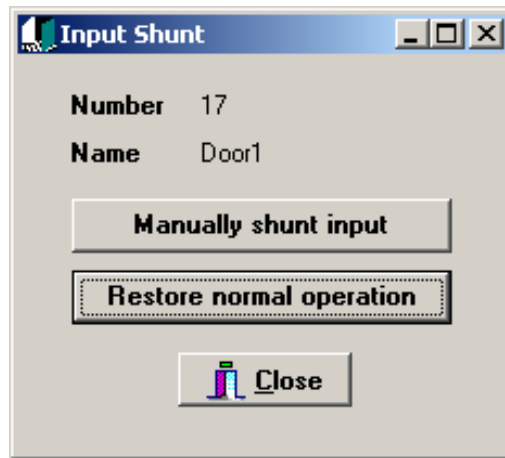 Input Shunt
Number 17
Name Door1
Manually shunt input
Restore normal operation
Close